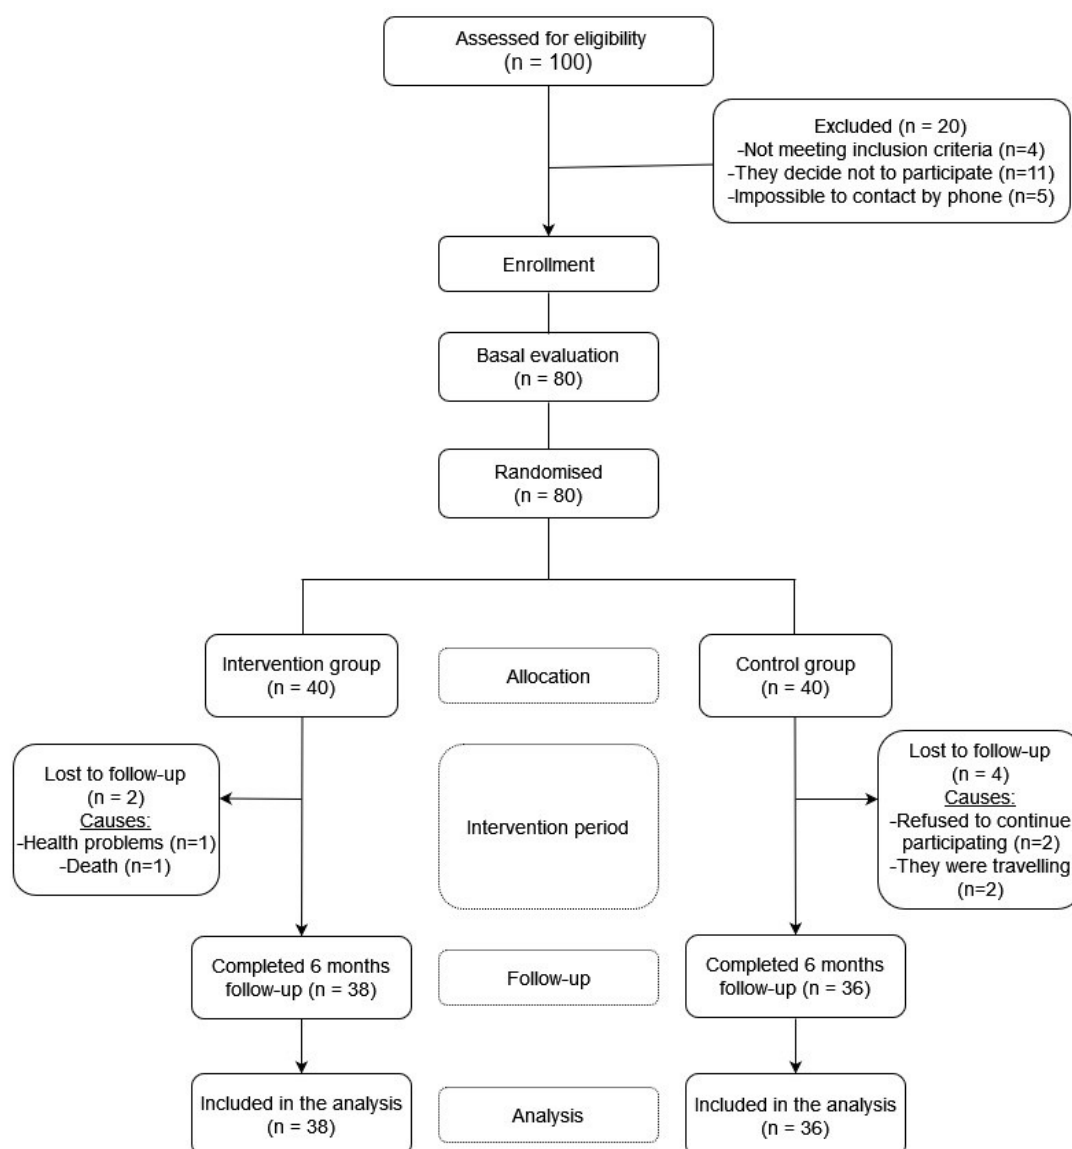 Assessed for eligibility
(n = 100)
Excluded (n = 20)
-Not meeting inclusion criteria (n=4)
-They decide not to participate (n=11)
-Impossible to contact by phone (n=5)
Enrollment
Basal evaluation
(n = 80)
Randomised
(n = 80)
Intervention group
(n = 40)
Allocation
Control group
(n = 40)
Lost to follow-up
(n = 2)
Causes:
-Health problems (n=1)
-Death (n=1)
Intervention period
Lost to follow-up
(n = 4)
Causes:
-Refused to continue
participating (n=2)
-They were travelling
(n=2)
Completed 6 months
follow-up (n = 38)
Follow-up
Completed 6 months
follow-up (n = 36)
Included in the analysis
(n = 38)
Analysis
Included in the analysis
(n = 36)